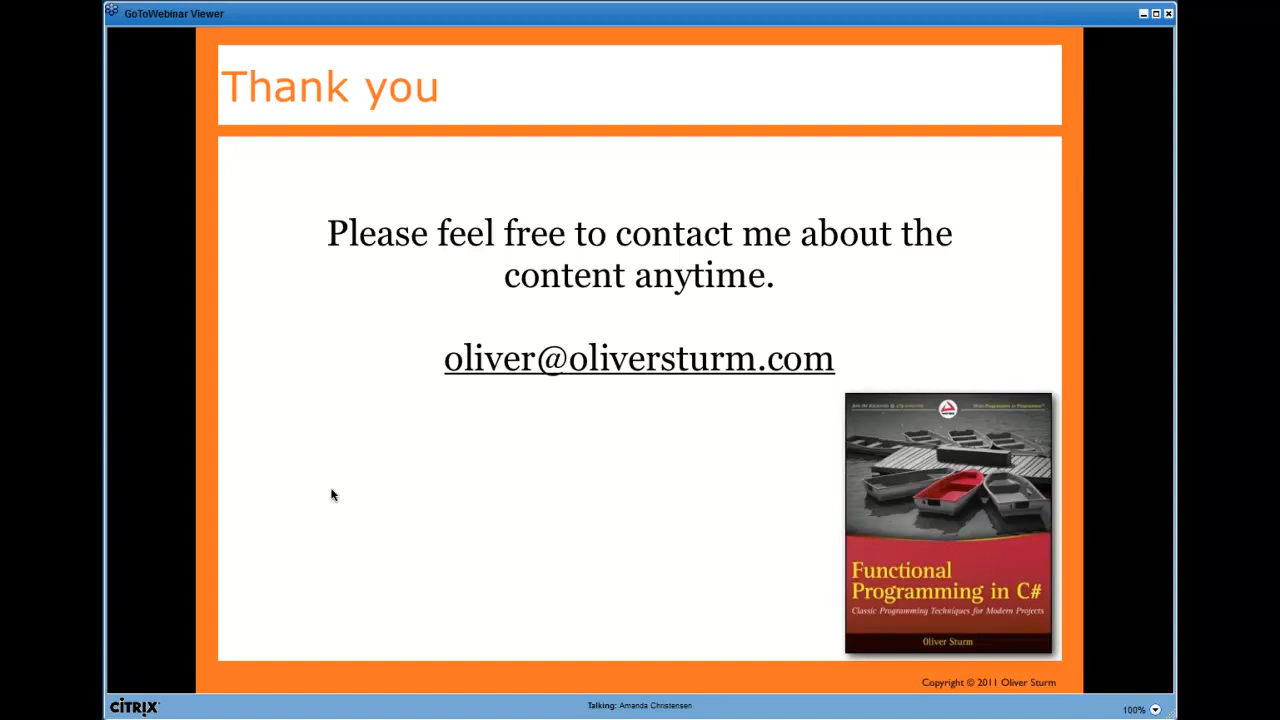 GoToWebinar Viewer
Thank you
Please feel free to contact me about the
content anytime.
oliver@oliversturm.com
Functional
Programming in C#
Classic Programming Techniques for Modern Projects
Oliver Sturm
Copyright © 2011 Oliver Sturm
CITRIX
Talking: Amanda Christensen
100%